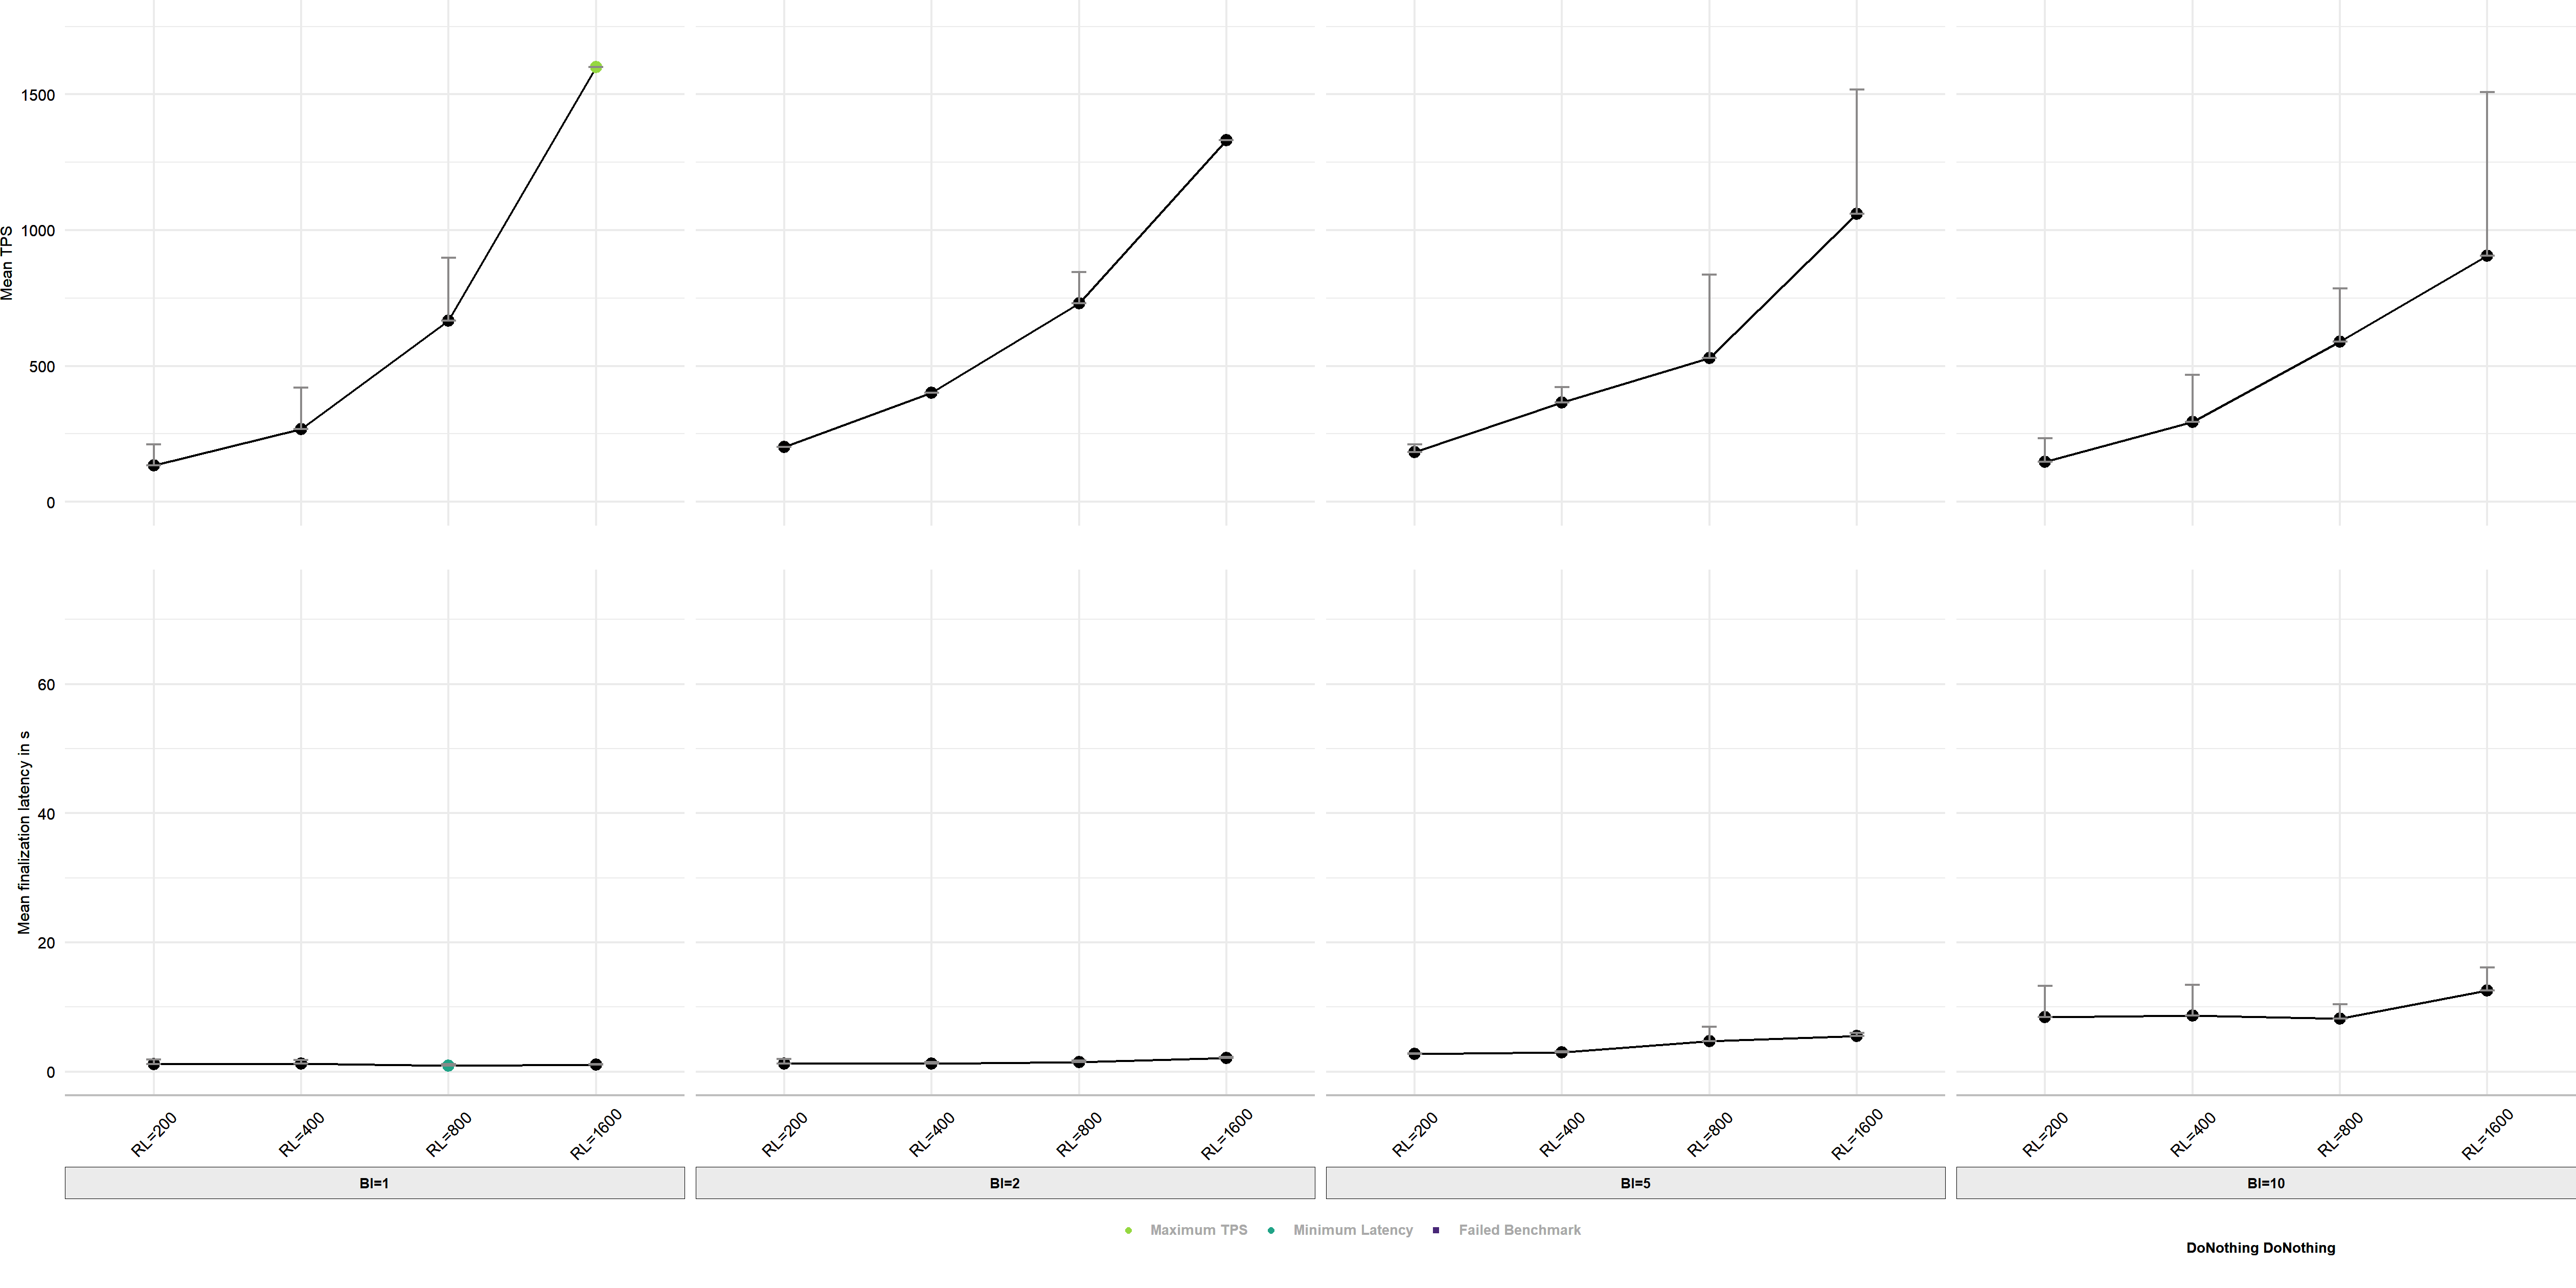 Mean TPS
1500
1000
500
0
Mean finalization latency in s
60
40
20
0
RL=200 RL=400 RL=800 RL=1600 RL=200 RL=400 RL=800 RL=1600 RL=200 RL=400 RL=800 RL=1600 RL=200 RL=400 RL=800 RL=1600
BI=1 BI=2 BI=5 BI=10
Maximum TPS Minimum Latency Failed Benchmark
DoNothing DoNothing